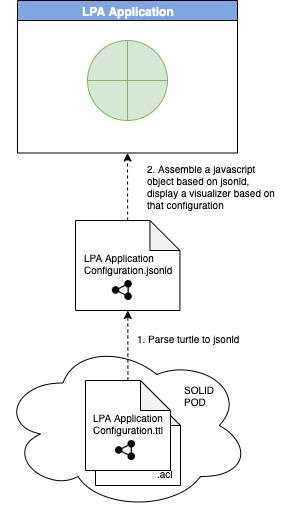 LPA Application
2. Assemble a javascript
object based on jsonld,
display a visualizer based on
that configuration
LPA Application
Configuration.jsonld
1. Parse turtle to jsonld
SOLID
POD
LPA Application
Configuration.ttl
.acl